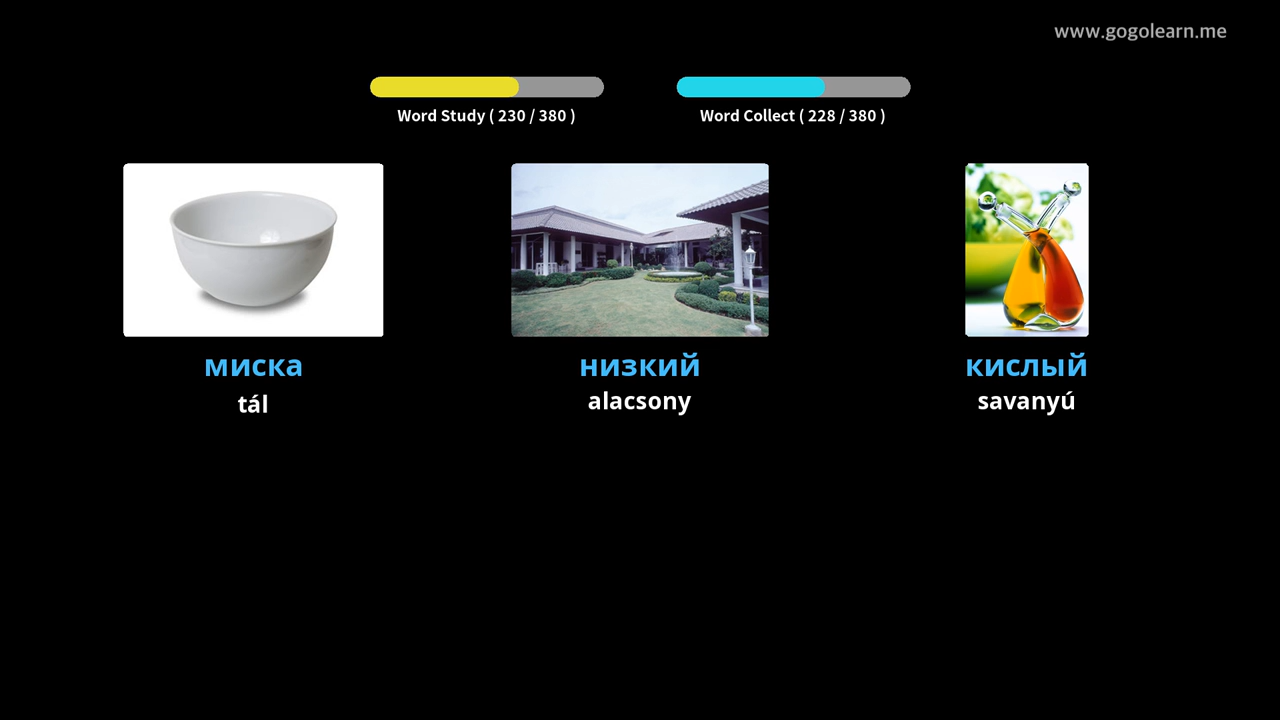 www.gogolearn.me
Word Study ( 230 / 380 )
Word Collect ( 228 / 380 )
миска
низкий
кислый
tál
alacsony
savanyú